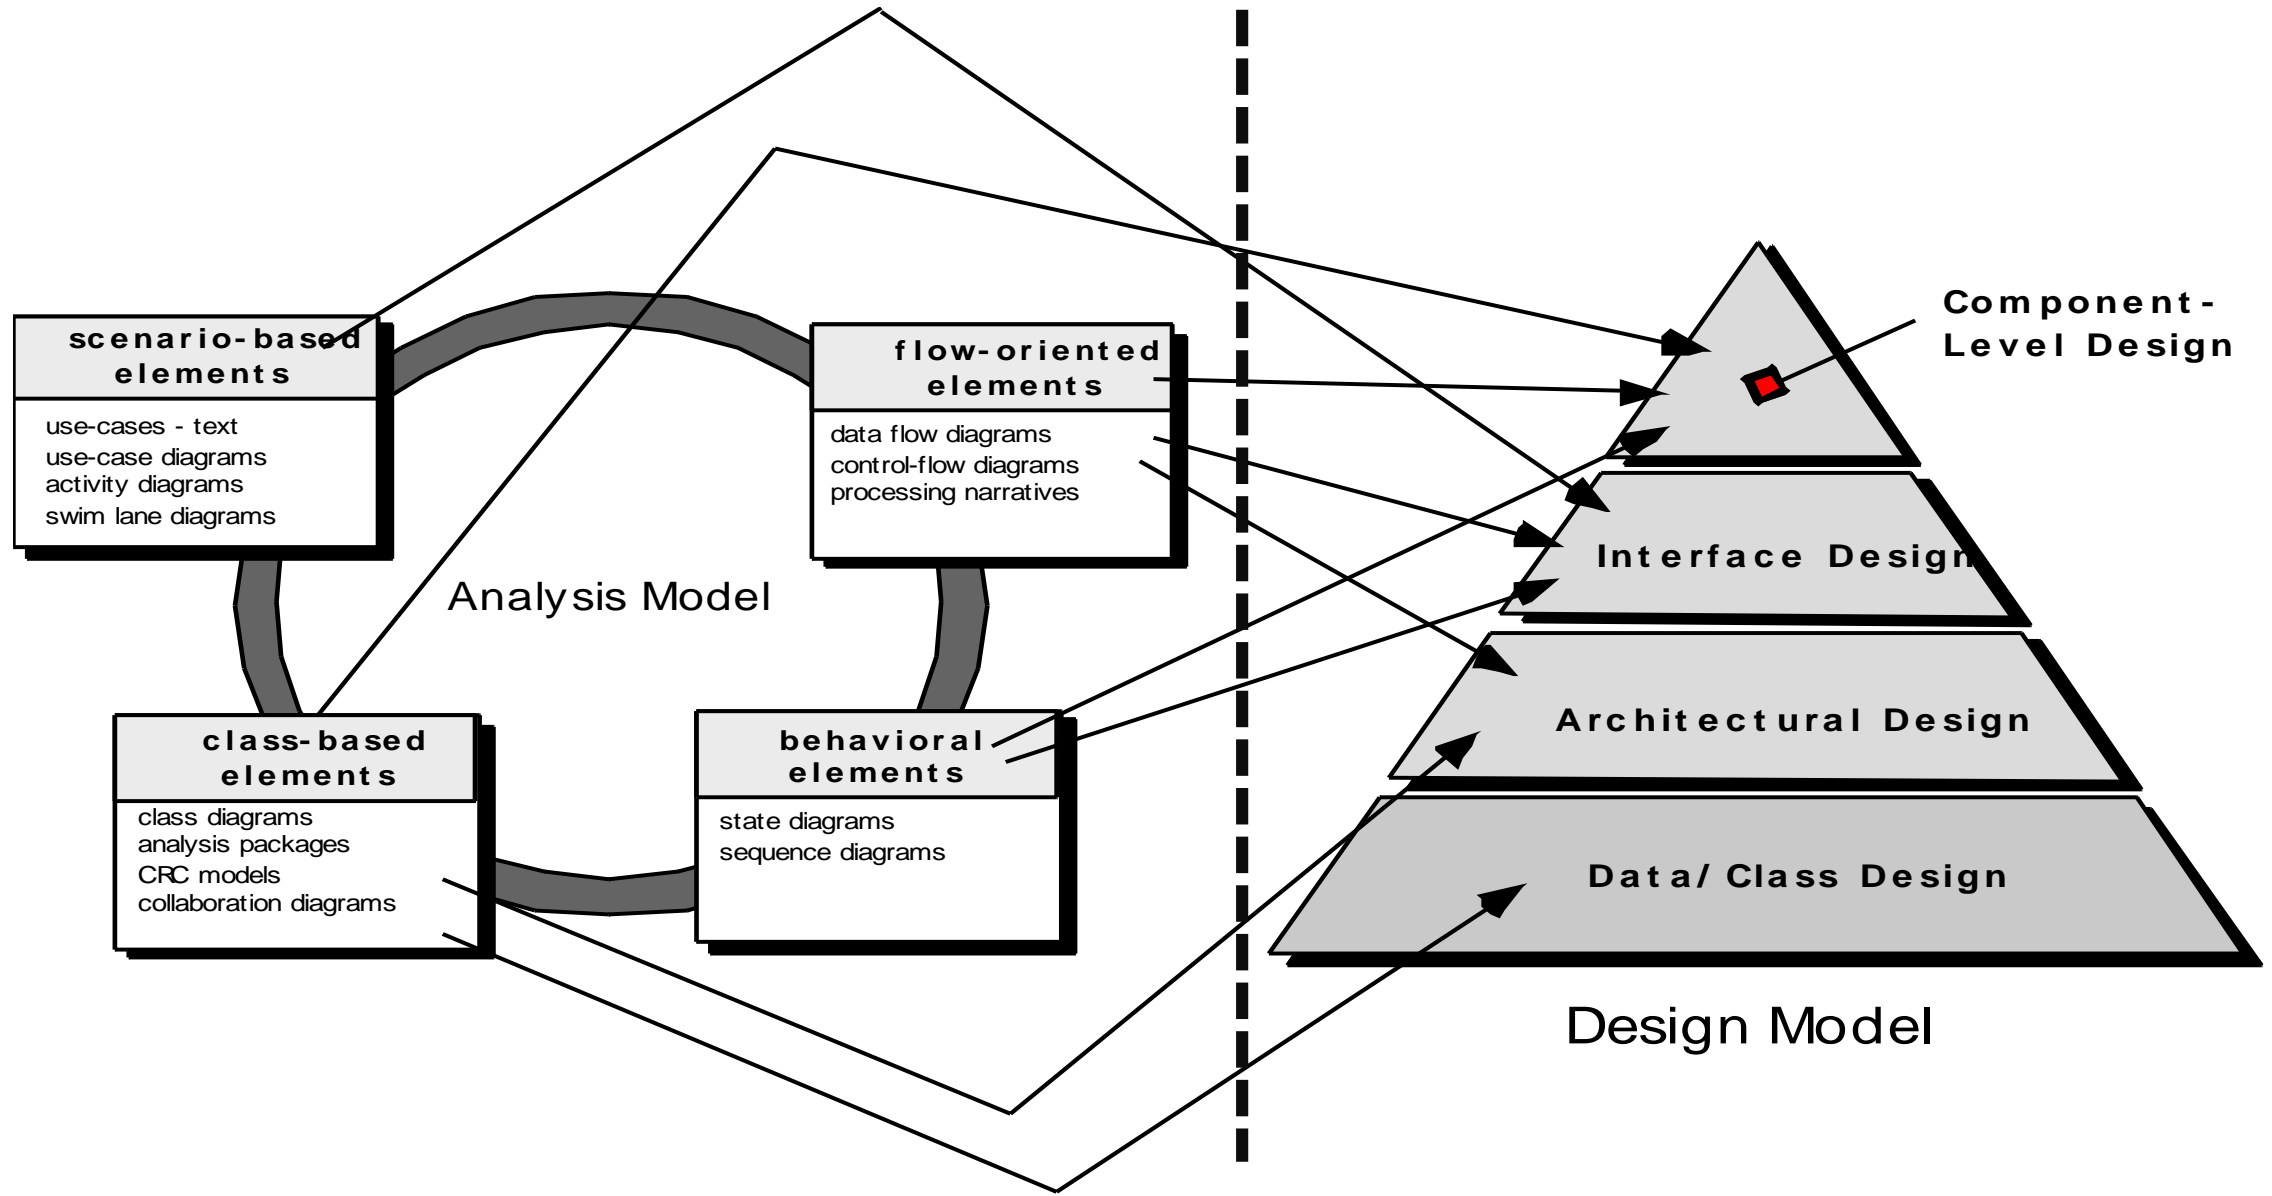 scenario-based
elements
use-cases - text
use-case diagrams
activity diagrams
swim lane diagrams
flow-oriented
elements
data flow diagrams
control-flow diagrams
processing narratives
Analysis Model
class-based
elements
class diagrams
analysis packages
CRC models
collaboration diagrams
behavioral
elements
state diagrams
sequence diagrams
Component-
Level Design
Interface Design
Architectural Design
Data/Class Design
Design Model